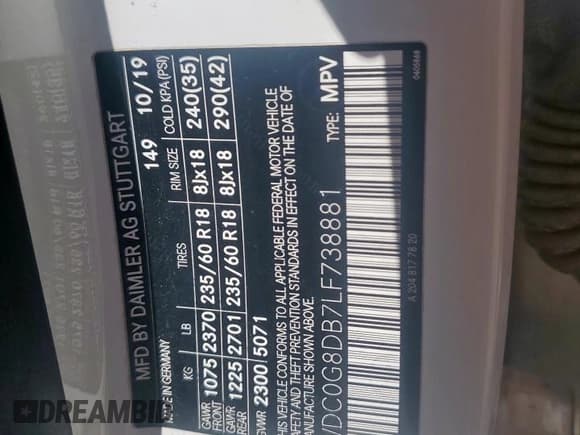 MFD BY DAIMLER AG STUTTGART
MADE IN GERMANY 149 10/19
KG LB TIRES RIM SIZE COLD KPA(PSI)
GAWR FRONT 1075 2370 235/60 R18 8Jx18 240(35)
GAWR REAR 1225 2701 235/60 R18 8Jx18 290(42)
GVWR 2300 5071
THIS VEHICLE CONFORMS TO ALL APPLICABLE FEDERAL MOTOR VEHICLE
SAFETY AND THEFT PREVENTION STANDARDS IN EFFECT ON THE DATE OF
MANUFACTURE SHOWN ABOVE.
WDC0G8DB7LF738881 TYPE: MPV
A 204 817 78 20
0405868
DREAMBID